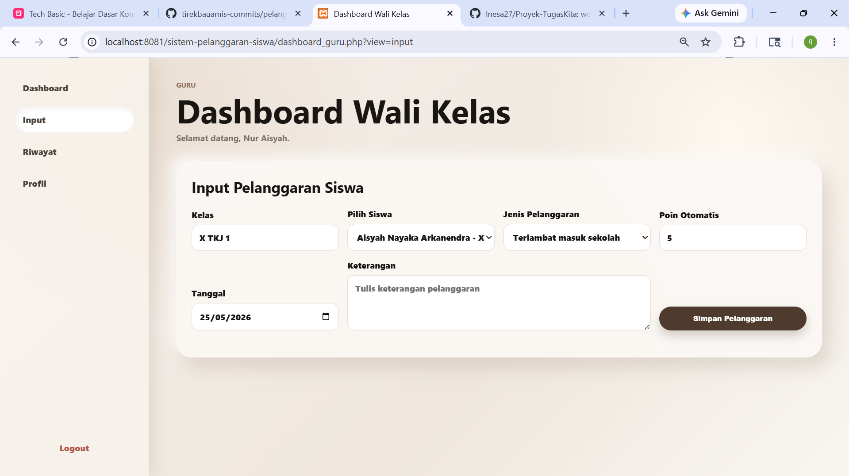 Tech Basic - Belajar Dasar Kom
tirekbauamis-commits/pelang
Dashboard Wali Kelas
Inesa27/Proyek-TugasKita: we
Ask Gemini
localhost:8081/sistem-pelanggaran-siswa/dashboard_guru.php?view=input
q
Dashboard
Input
Riwayat
Profil
Logout
GURU
Dashboard Wali Kelas
Selamat datang, Nur Aisyah.
Input Pelanggaran Siswa
Kelas
Pilih Siswa
Jenis Pelanggaran
Poin Otomatis
X TKJ 1
Aisyah Nayaka Arkanendra - X
Terlambat masuk sekolah
5
Tanggal
Keterangan
25/05/2026
Tulis keterangan pelanggaran
Simpan Pelanggaran